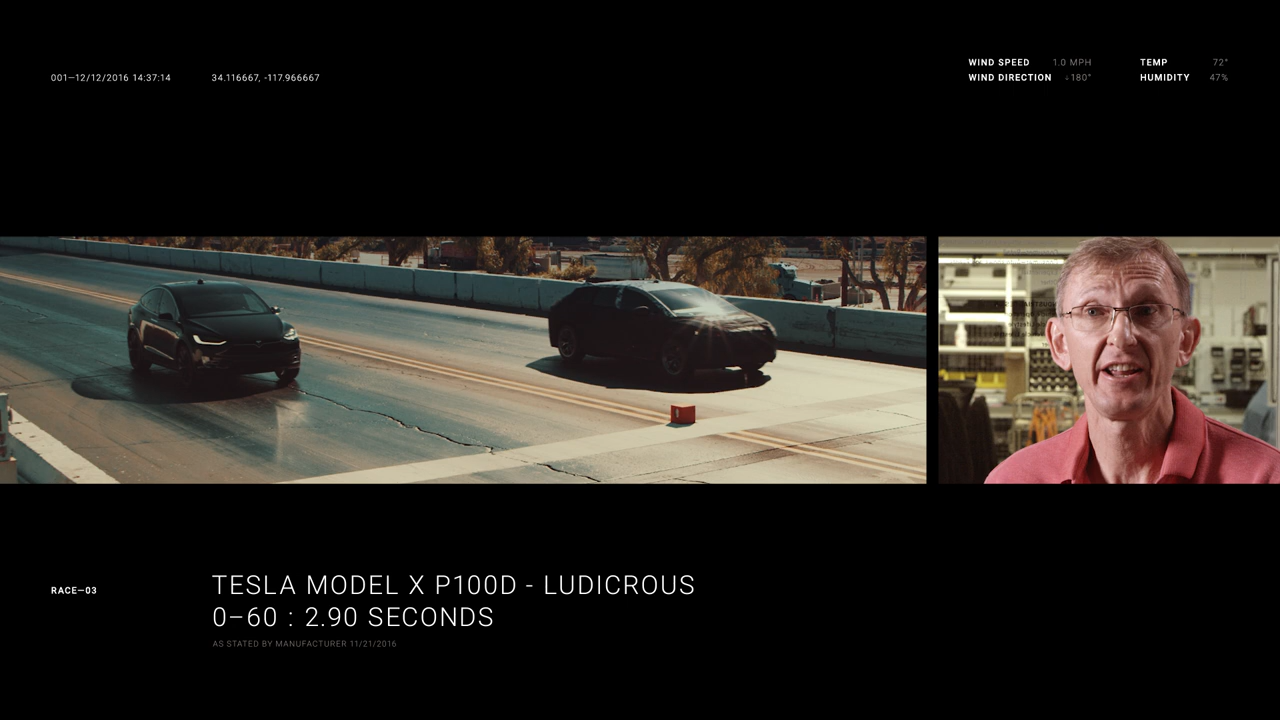 001—12/12/2016 14:37:14
34.116667, -117.966667
WIND SPEED 1.0 MPH
WIND DIRECTION ↓180°
TEMP 72°
HUMIDITY 47%
RACE—03
TESLA MODEL X P100D - LUDICROUS
0–60 : 2.90 SECONDS
AS STATED BY MANUFACTURER 11/21/2016